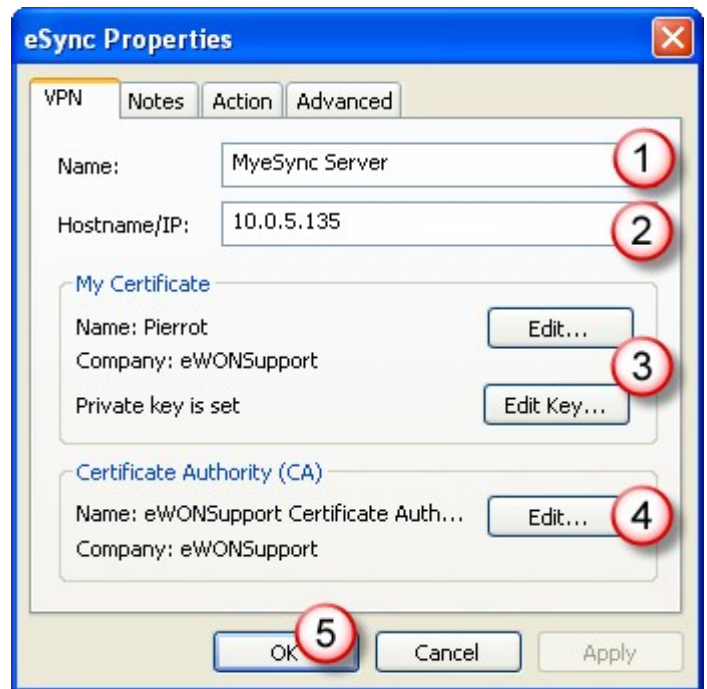 eSync Properties
VPN Notes Action Advanced
Name: MyeSync Server 1
Hostname/IP: 10.0.5.135 2
My Certificate
Name: Pierrot Edit...
Company: eWONSupport
3
Private key is set Edit Key...
Certificate Authority (CA)
Name: eWONSupport Certificate Auth... Edit... 4
Company: eWONSupport
OK 5 Cancel Apply